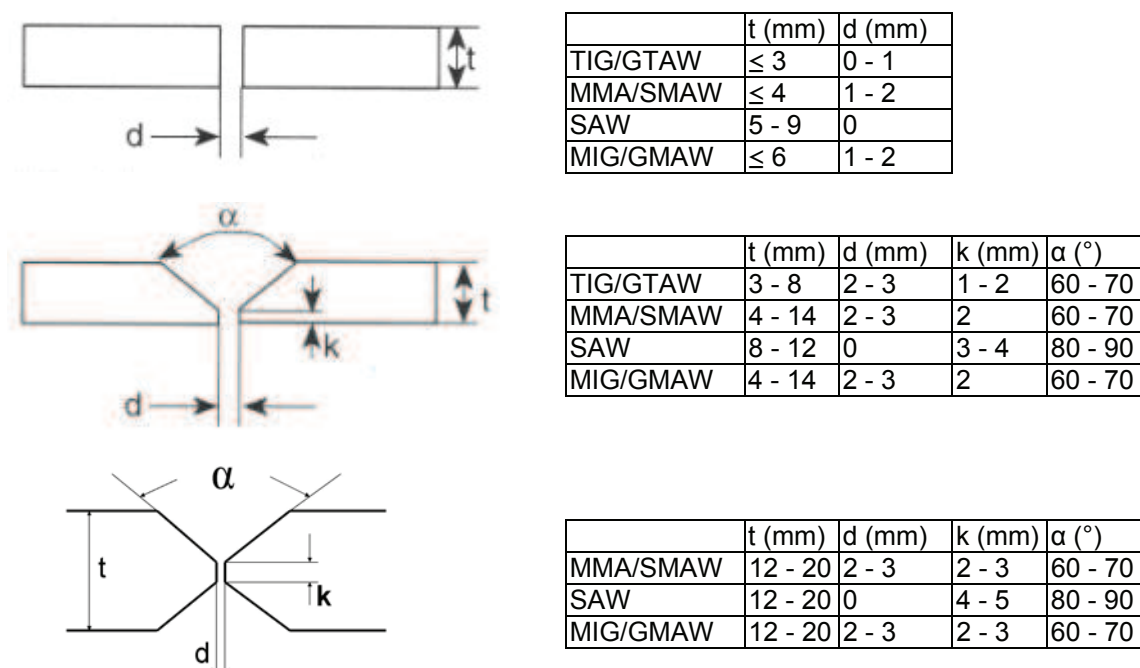 t
d
t (mm) d (mm)
TIG/GTAW ≤ 3 0 - 1
MMA/SMAW ≤ 4 1 - 2
SAW 5 - 9 0
MIG/GMAW ≤ 6 1 - 2
α
t
k
d
t (mm) d (mm) k (mm) α (°)
TIG/GTAW 3 - 8 2 - 3 1 - 2 60 - 70
MMA/SMAW 4 - 14 2 - 3 2 60 - 70
SAW 8 - 12 0 3 - 4 80 - 90
MIG/GMAW 4 - 14 2 - 3 2 60 - 70
α
t
k
d
t (mm) d (mm) k (mm) α (°)
MMA/SMAW 12 - 20 2 - 3 2 - 3 60 - 70
SAW 12 - 20 0 4 - 5 80 - 90
MIG/GMAW 12 - 20 2 - 3 2 - 3 60 - 70